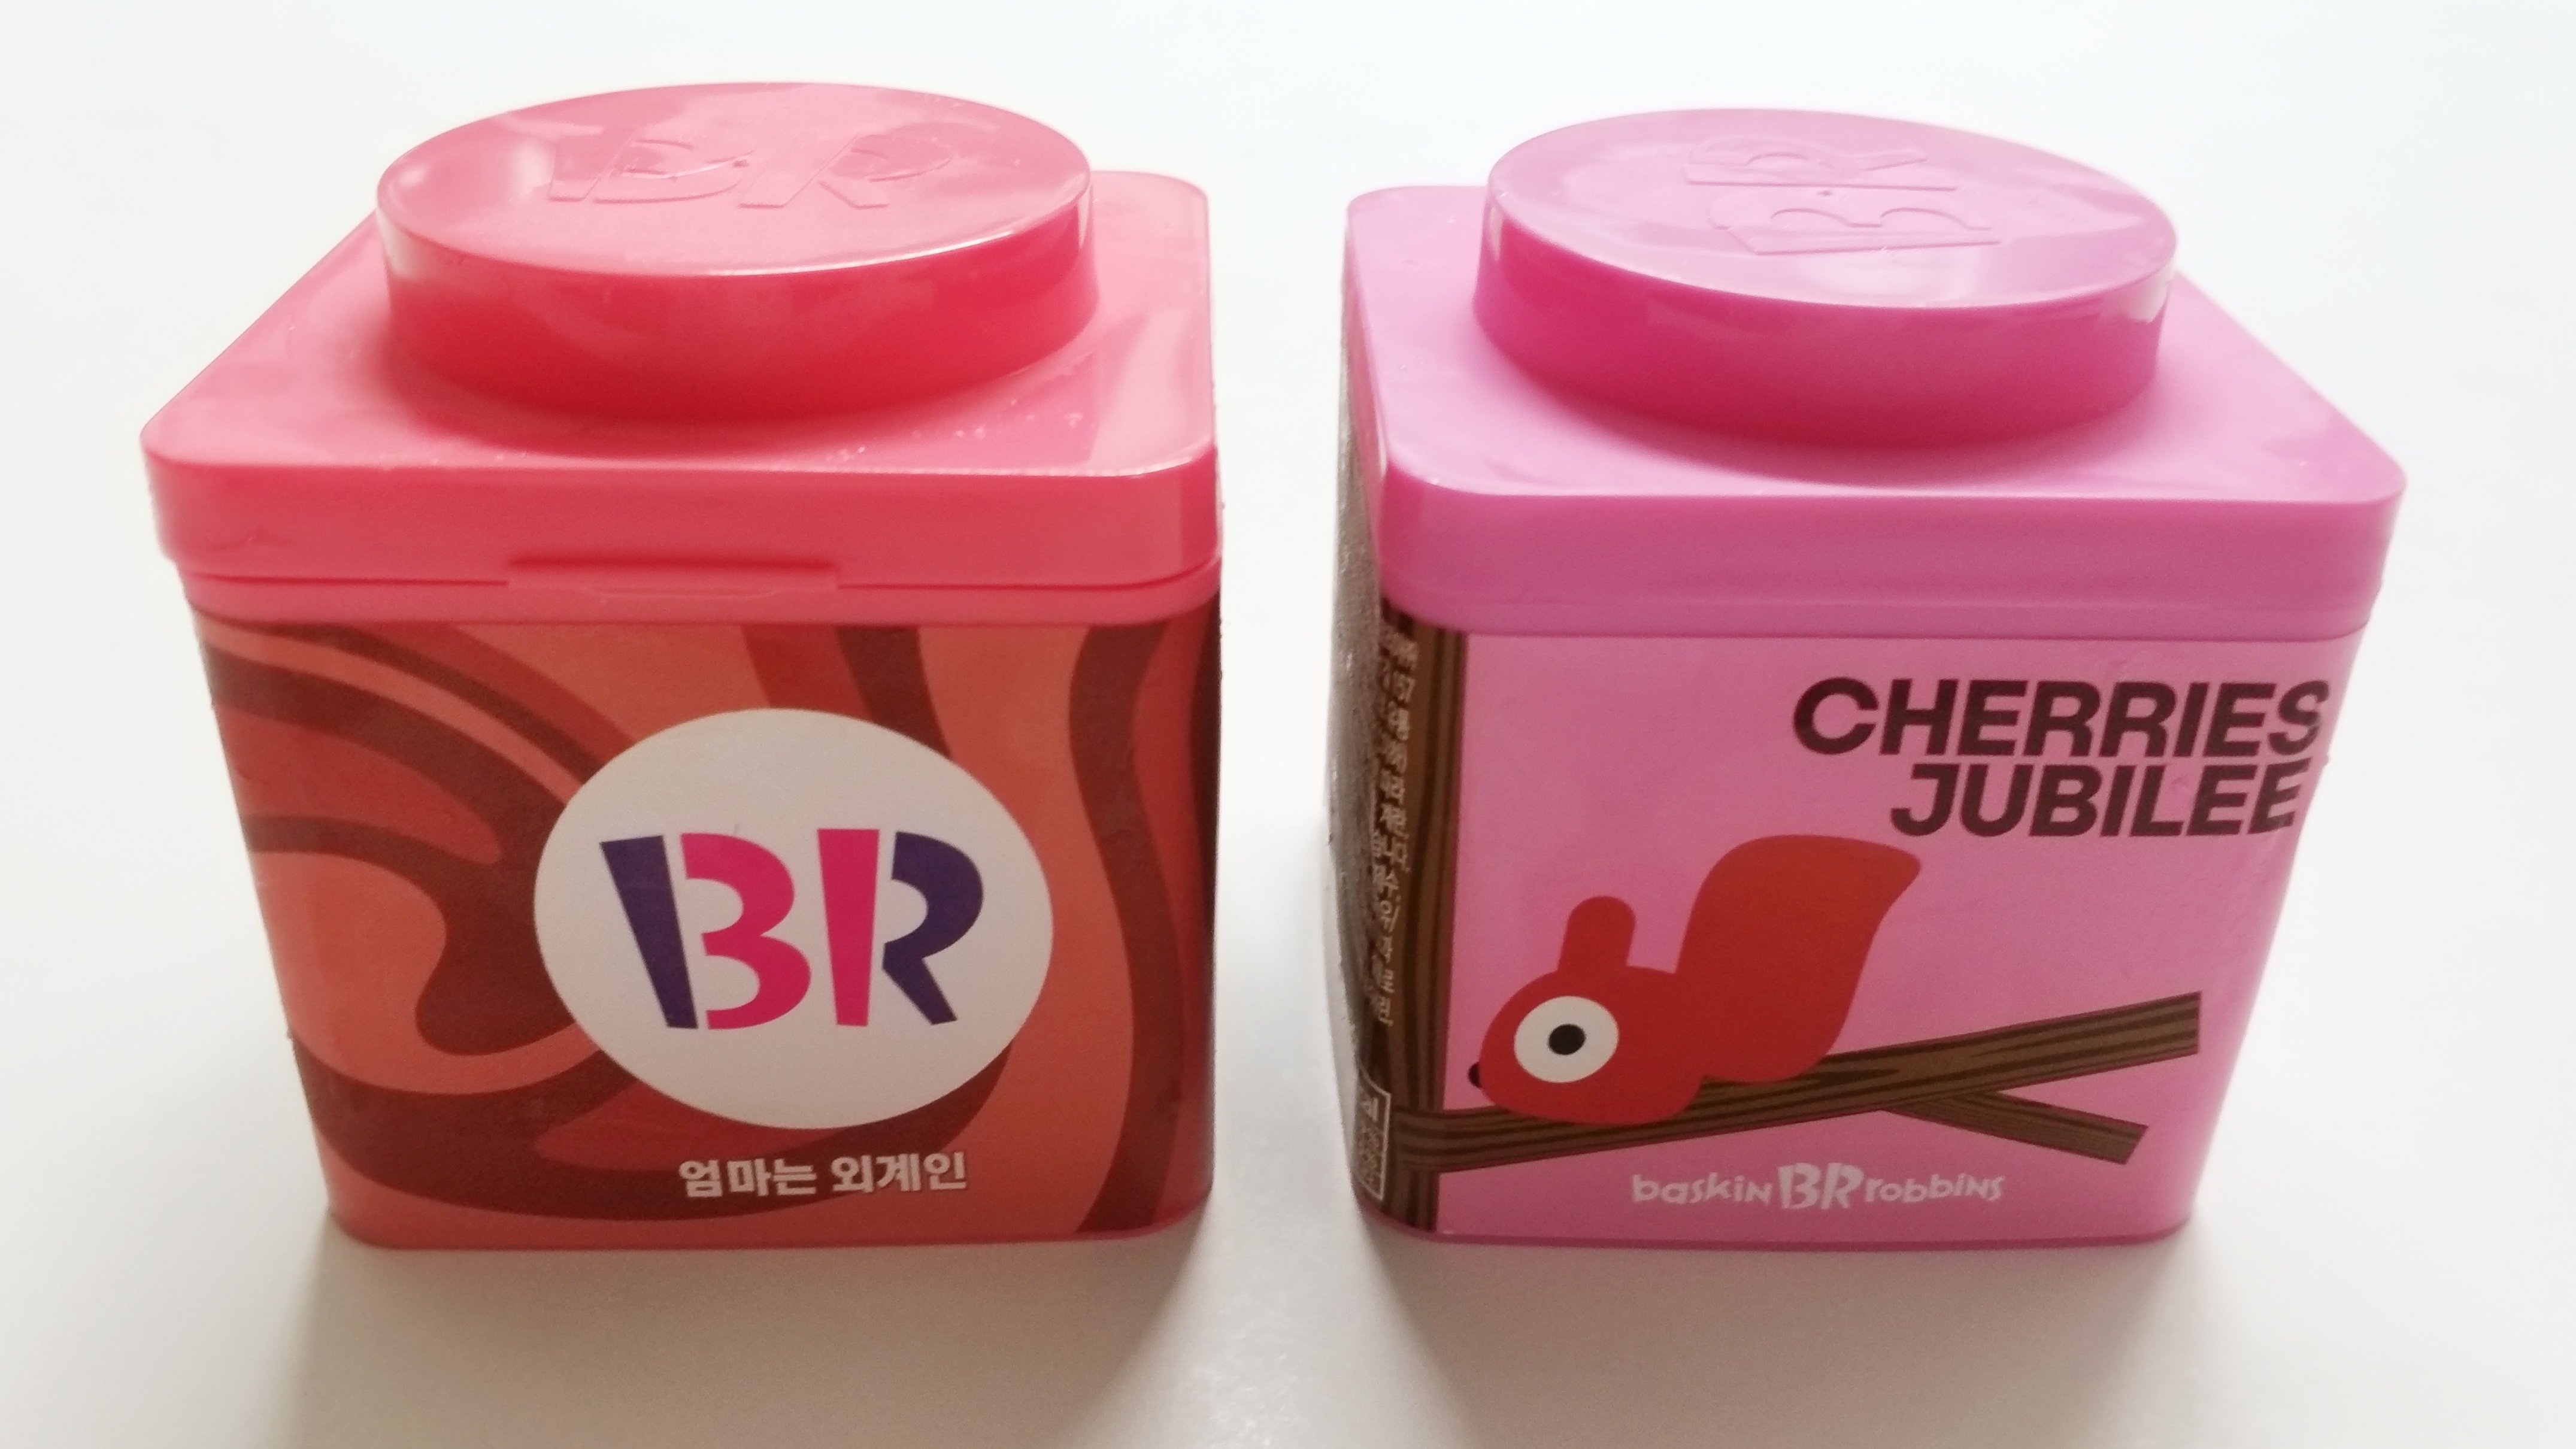 BR
BR
BR
엄마는 외계인
CHERRIES
JUBILEE
baskin BR robbins